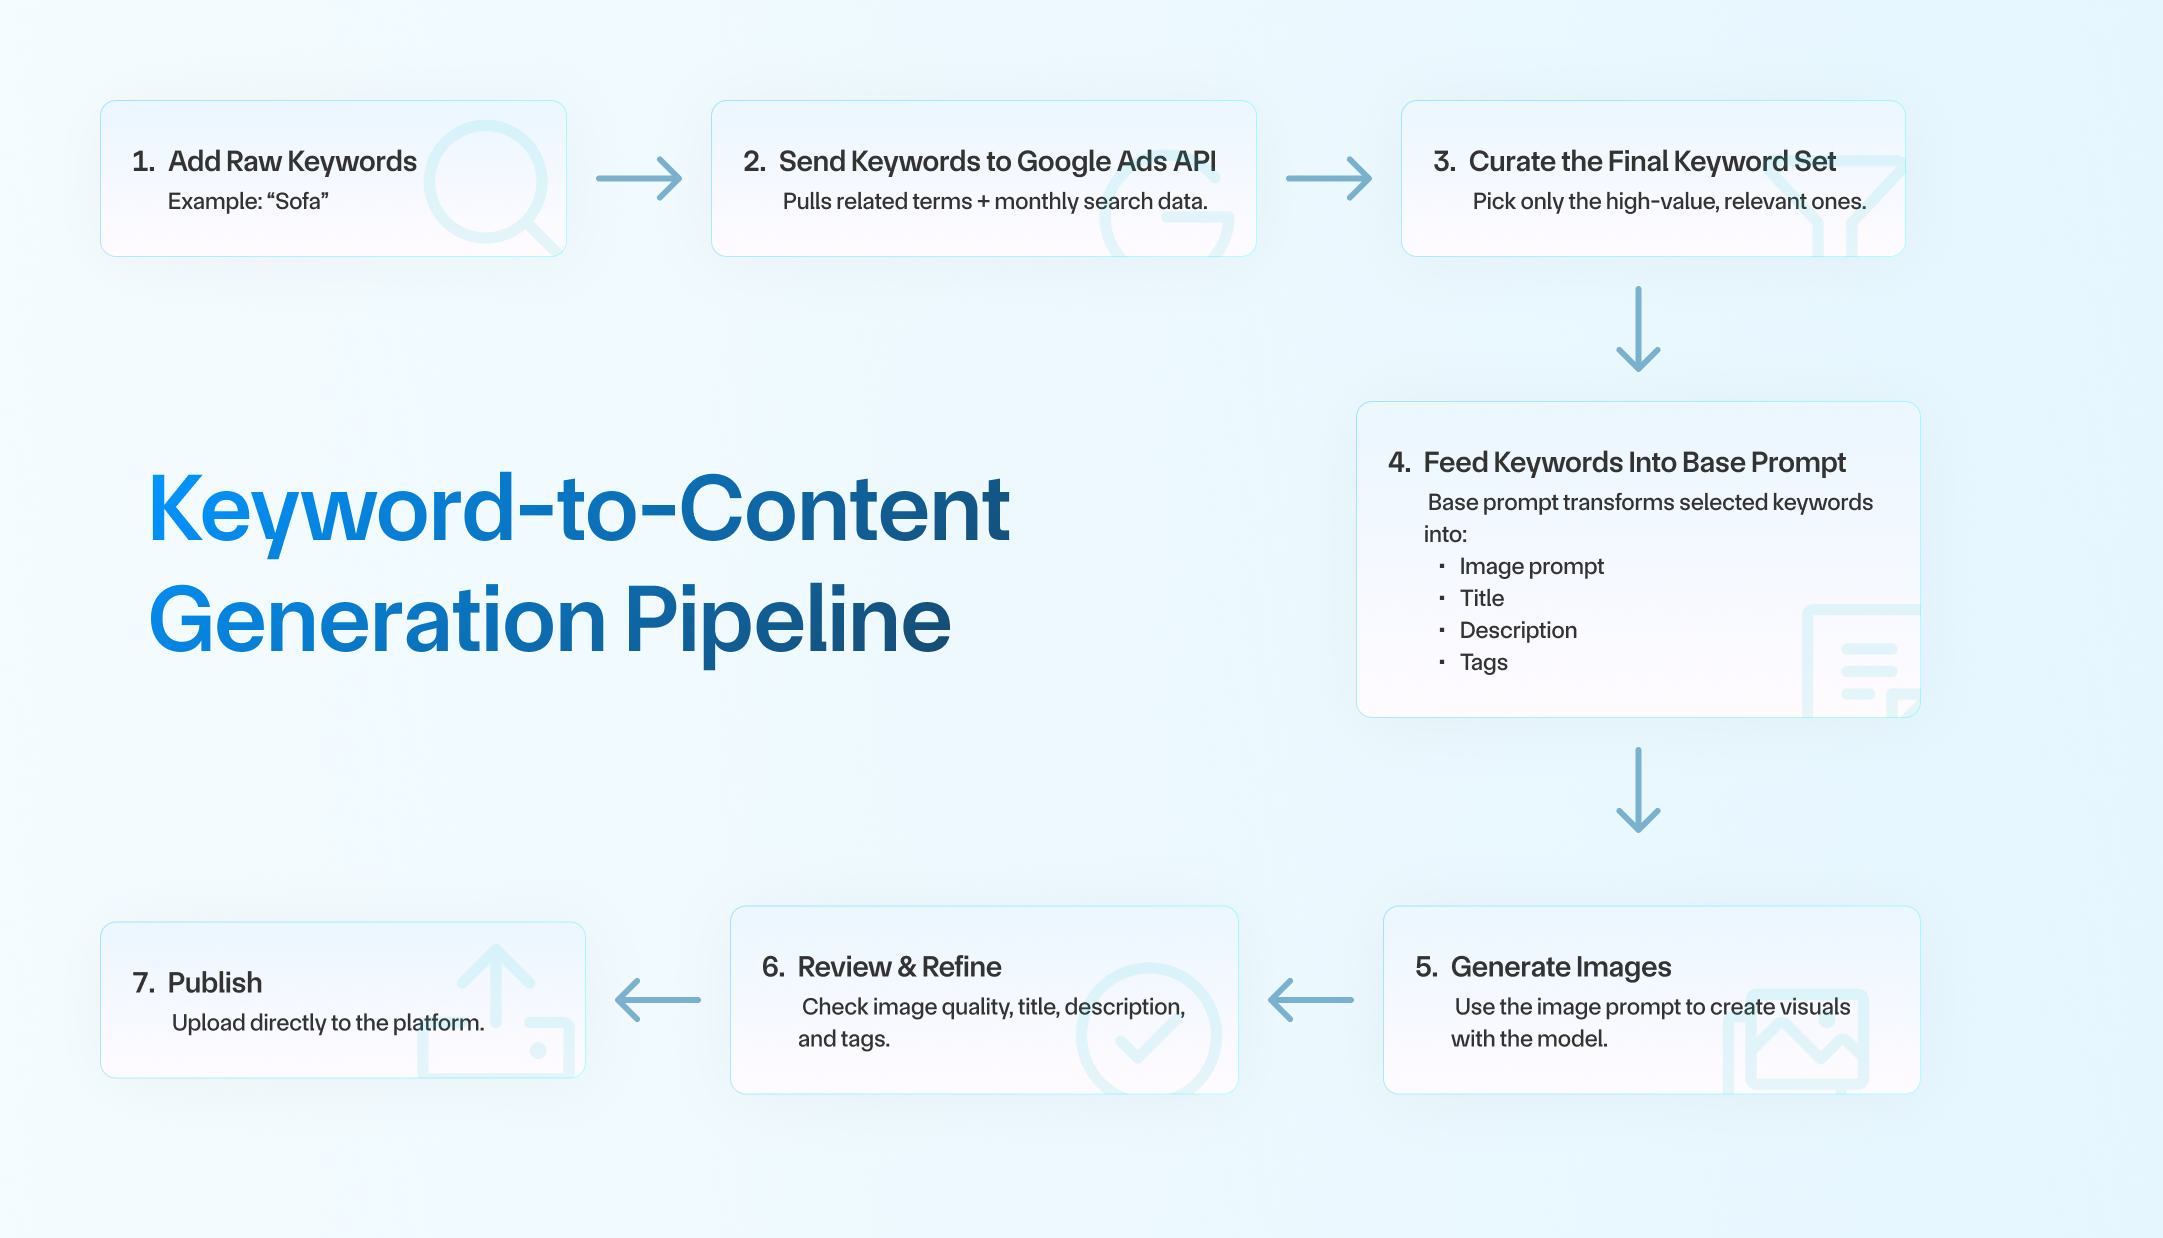 1. Add Raw Keywords
Example: “Sofa”
2. Send Keywords to Google Ads API
Pulls related terms + monthly search data.
3. Curate the Final Keyword Set
Pick only the high-value, relevant ones.
Keyword-to-Content
Generation Pipeline
4. Feed Keywords Into Base Prompt
Base prompt transforms selected keywords
into:
▪ Image prompt
▪ Title
▪ Description
▪ Tags
5. Generate Images
Use the image prompt to create visuals
with the model.
6. Review & Refine
Check image quality, title, description,
and tags.
7. Publish
Upload directly to the platform.